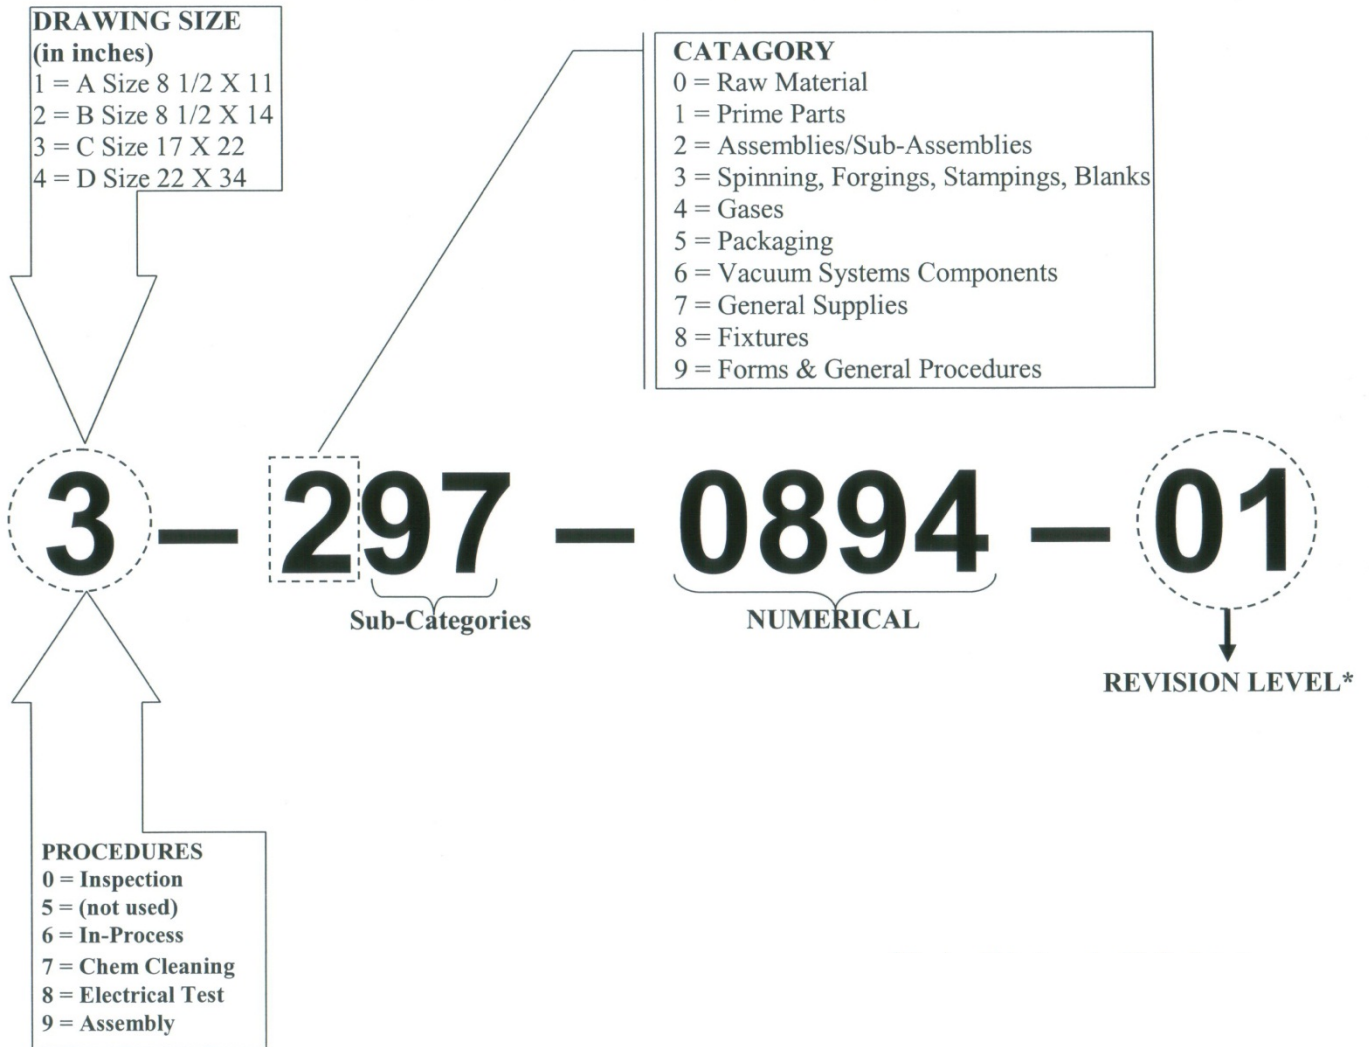 DRAWING SIZE
(in inches)
1 = A Size 8 1/2 X 11
2 = B Size 8 1/2 X 14
3 = C Size 17 X 22
4 = D Size 22 X 34
CATAGORY
0 = Raw Material
1 = Prime Parts
2 = Assemblies/Sub-Assemblies
3 = Spinning, Forgings, Stampings, Blanks
4 = Gases
5 = Packaging
6 = Vacuum Systems Components
7 = General Supplies
8 = Fixtures
9 = Forms & General Procedures
3 – 297 – 0894 – 01
Sub-Categories
NUMERICAL
REVISION LEVEL*
PROCEDURES
0 = Inspection
5 = (not used)
6 = In-Process
7 = Chem Cleaning
8 = Electrical Test
9 = Assembly